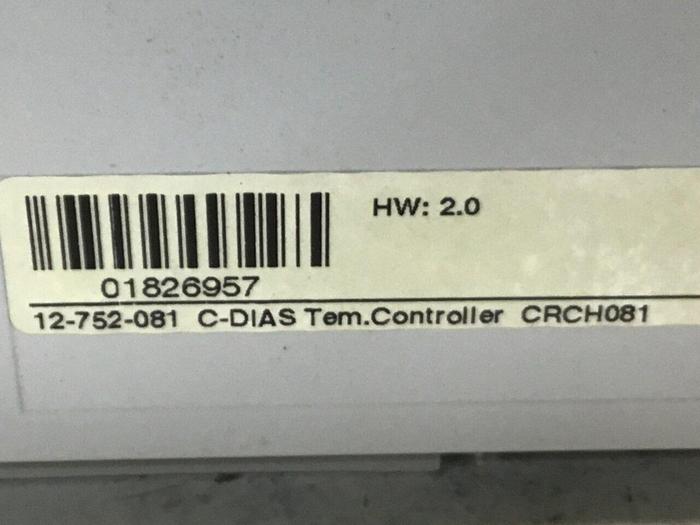 HW: 2.0
01826957
12-752-081 C-DIAS Tem.Controller CRCH081